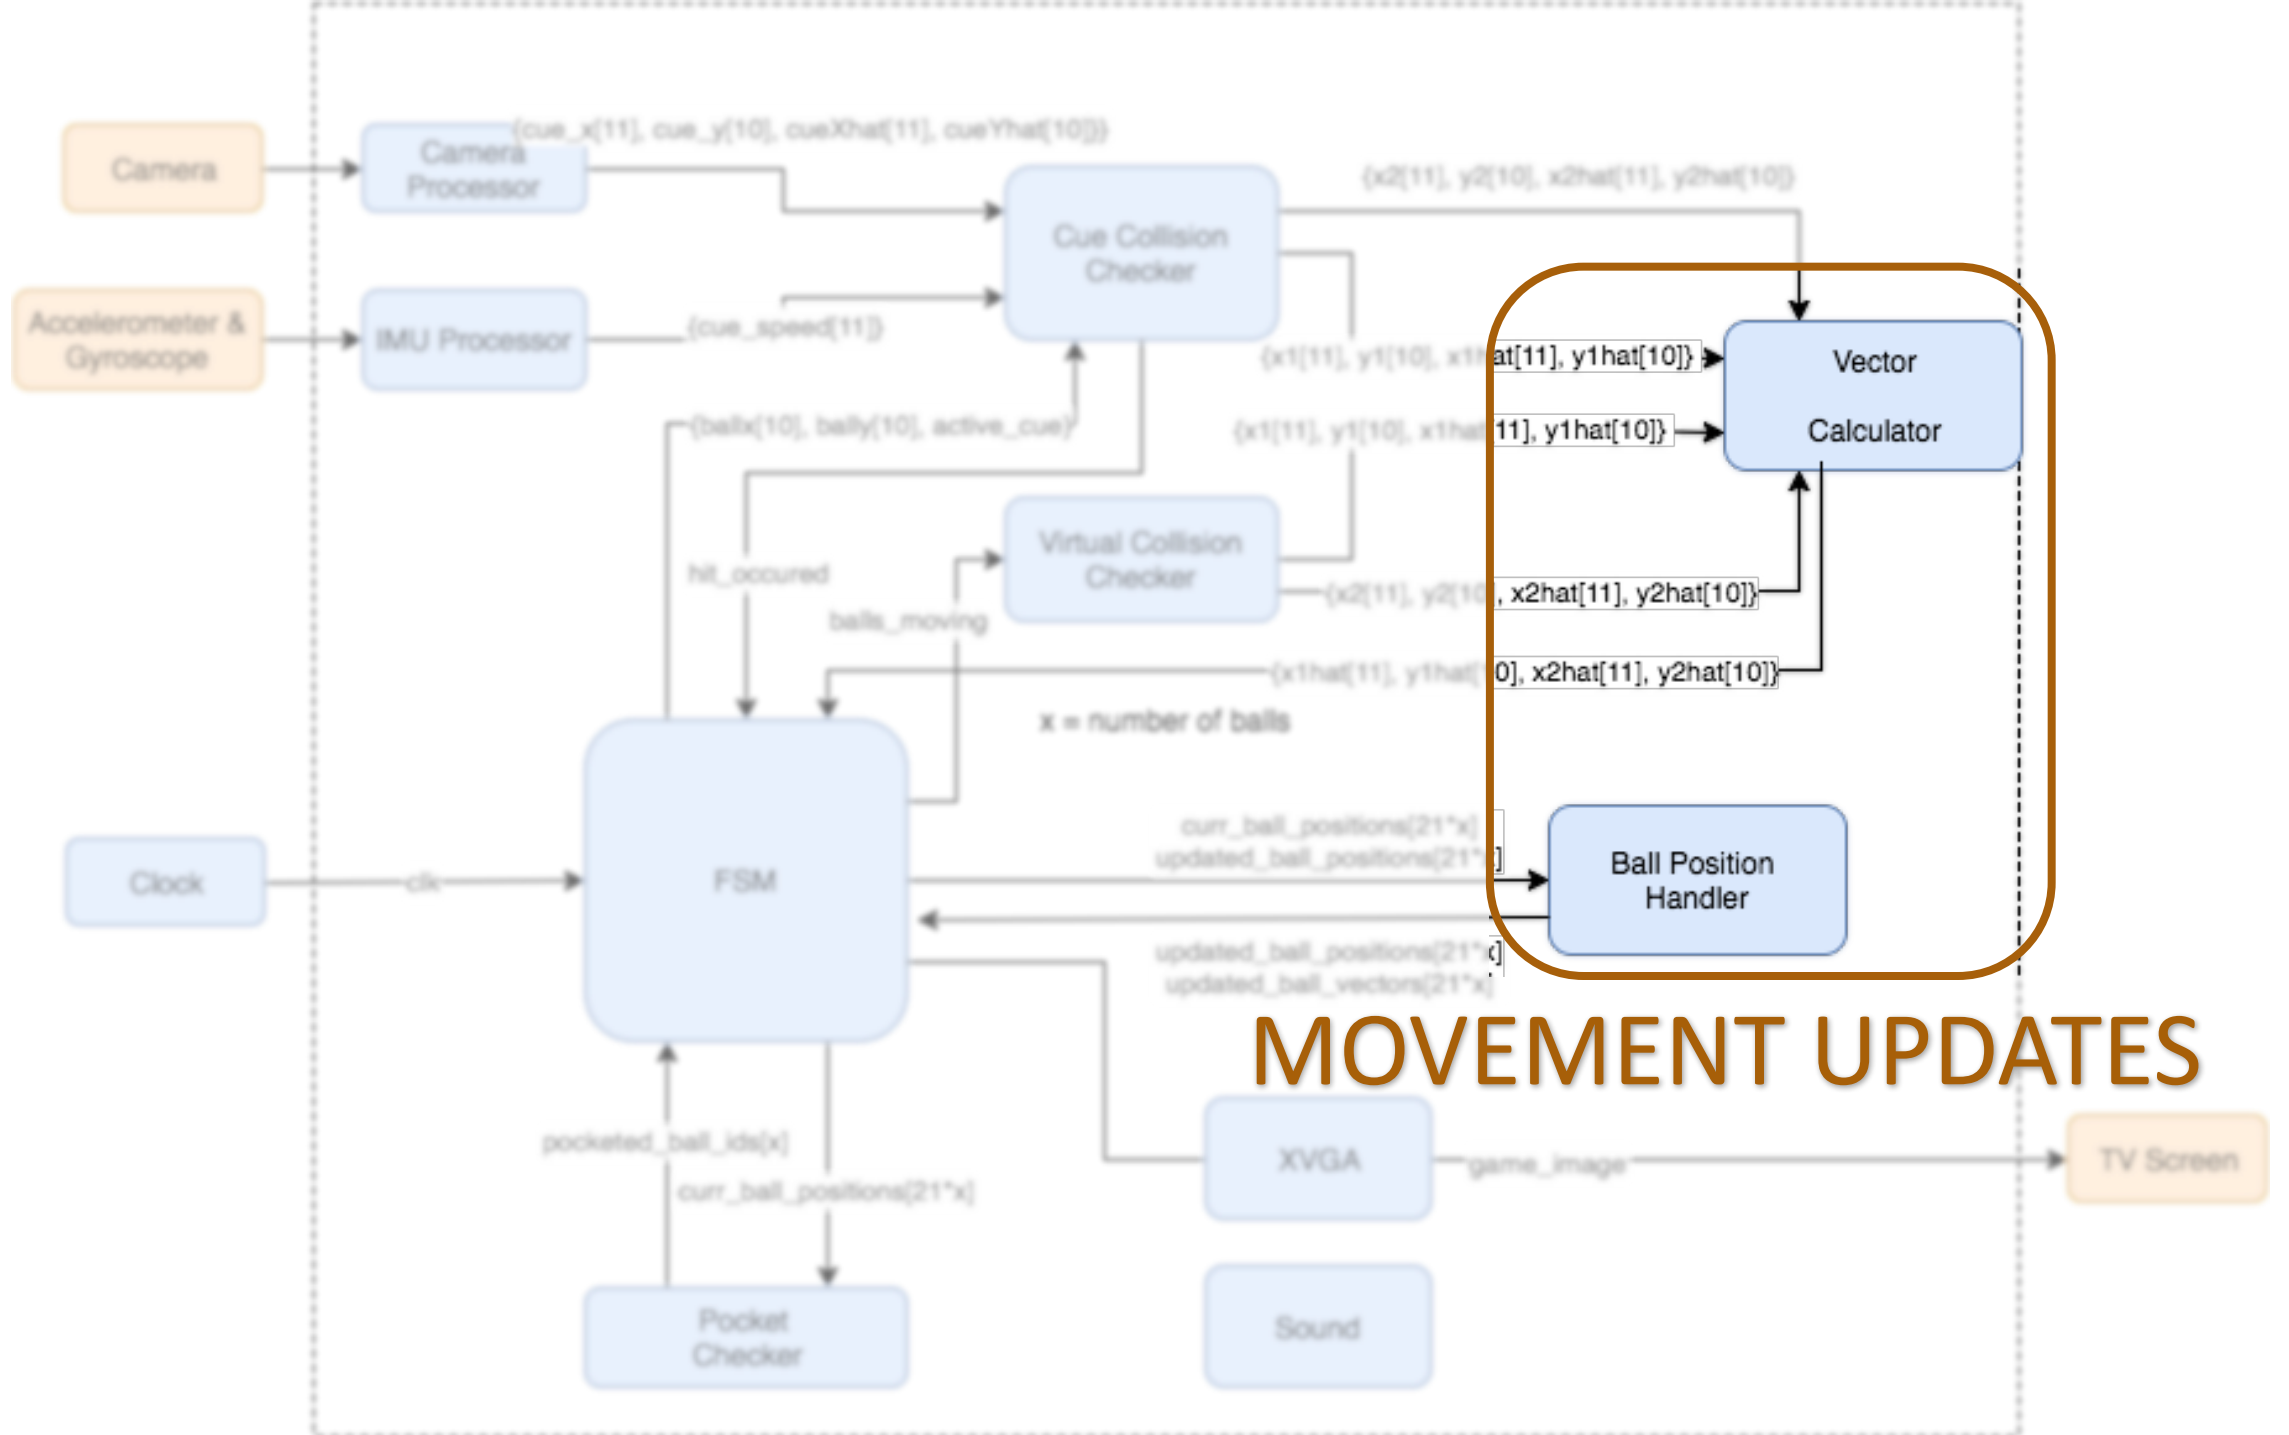 {cue_x[11], cue_y[10], cueXhat[11], cueYhat[10]}}
Camera
Camera
Processor
{x2[11], y2[10], x2hat[11], y2hat[10]}
Cue Collision
Checker
Accelerometer &
Gyroscope
IMU Processor
{cue_speed[11]}
{x1[11], y1[10], x1hat[11], y1hat[10]}
Vector
Calculator
{ballx[10], bally[10], active_cue}
{x1[11], y1[10], x1hat[11], y1hat[10]}
Virtual Collision
Checker
hit_occured
{x2[11], y2[10], x2hat[11], y2hat[10]}
balls_moving
{x1hat[11], y1hat[10], x2hat[11], y2hat[10]}
x = number of balls
curr_ball_positions[21*x]
updated_ball_positions[21*x]
Ball Position
Handler
Clock
clk
FSM
updated_ball_positions[21*x]
updated_ball_vectors[21*x]
MOVEMENT UPDATES
pocketed_ball_ids[x]
curr_ball_positions[21*x]
XVGA
game_image
TV Screen
Pocket
Checker
Sound